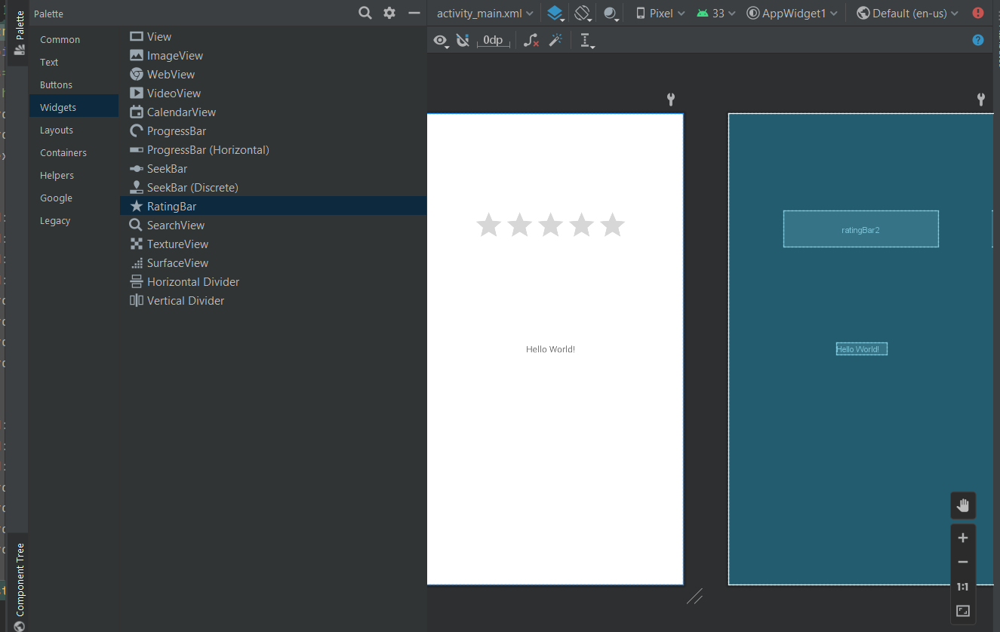 Palette
activity_main.xml
Pixel
33
AppWidget1
Default (en-us)
0dp
Palette
Component Tree
Common
Text
Buttons
Widgets
Layouts
Containers
Helpers
Google
Legacy
View
ImageView
WebView
VideoView
CalendarView
ProgressBar
ProgressBar (Horizontal)
SeekBar
SeekBar (Discrete)
RatingBar
SearchView
TextureView
SurfaceView
Horizontal Divider
Vertical Divider
Hello World!
ratingBar2
Hello World!
1:1